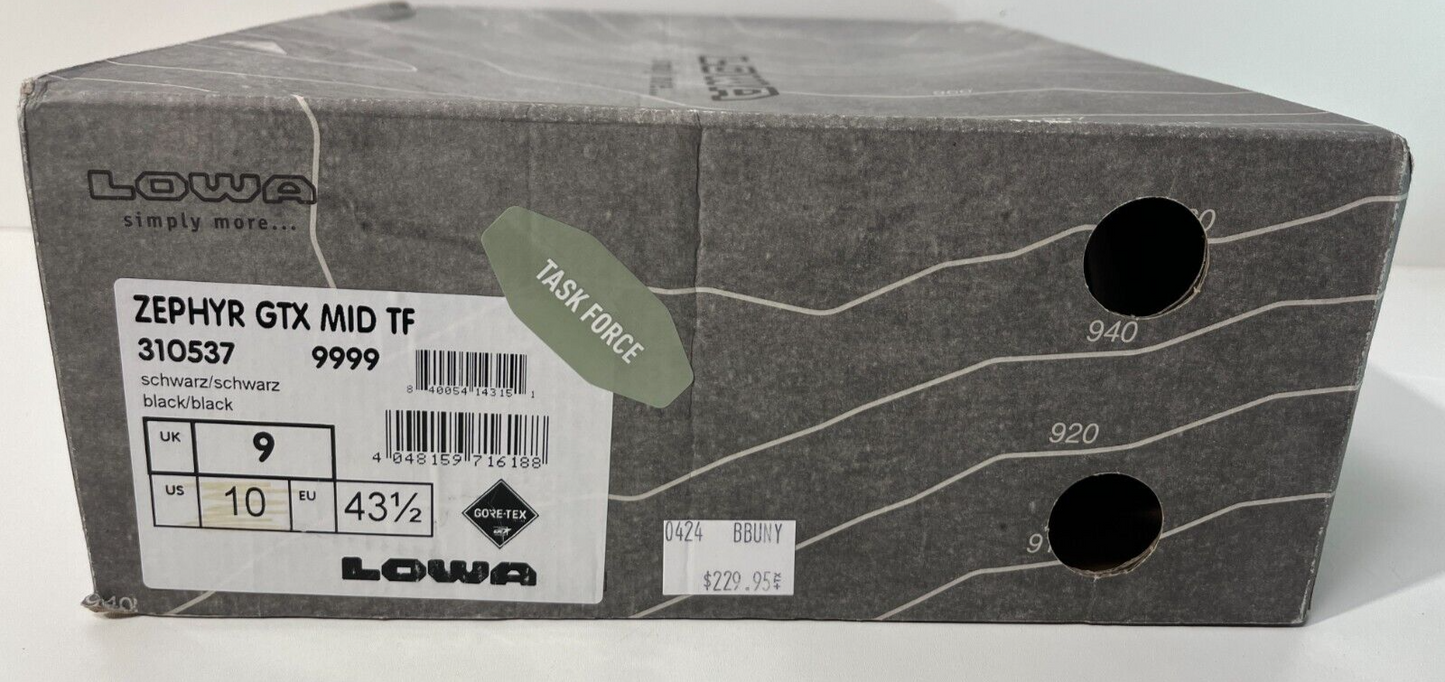 LOWA
simply more...
TASK FORCE
ZEPHYR GTX MID TF
310537 9999
schwarz/schwarz
black/black
8 40054 14315 1
4 048159 716188
UK 9
US 10 EU 43½
GORE-TEX
LOWA
0424 BBUNY
$229.95
940
920
940